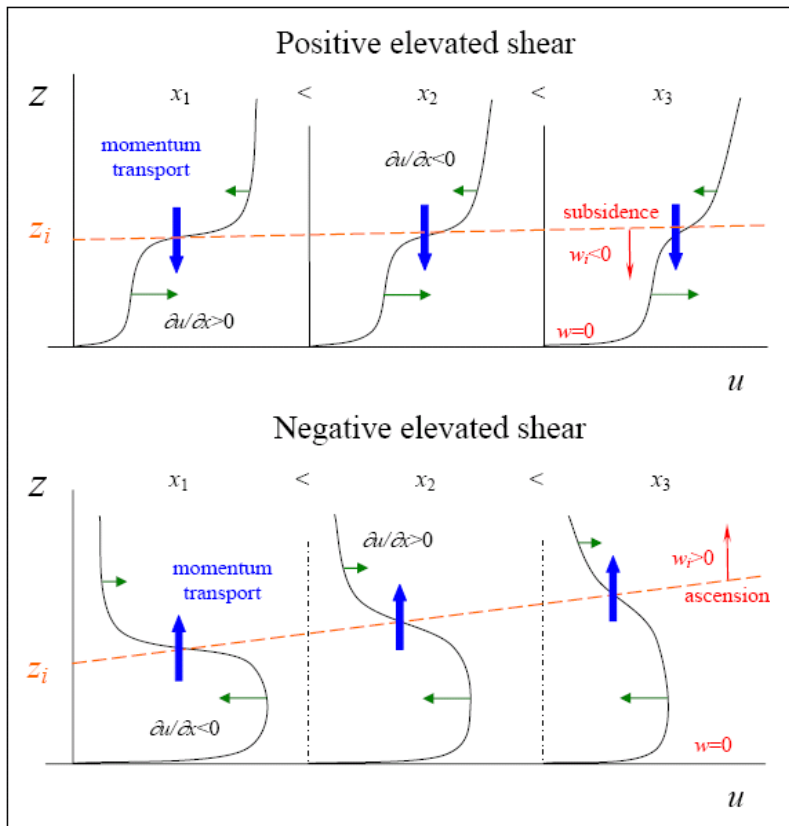 Positive elevated shear
z
x₁ < x₂ < x₃
momentum
transport
∂u/∂x<0
subsidence
zᵢ
wᵢ<0
∂u/∂x>0
w=0
u
Negative elevated shear
z
x₁ < x₂ < x₃
∂u/∂x>0
momentum
transport
wᵢ>0
ascension
zᵢ
∂u/∂x<0
w=0
u